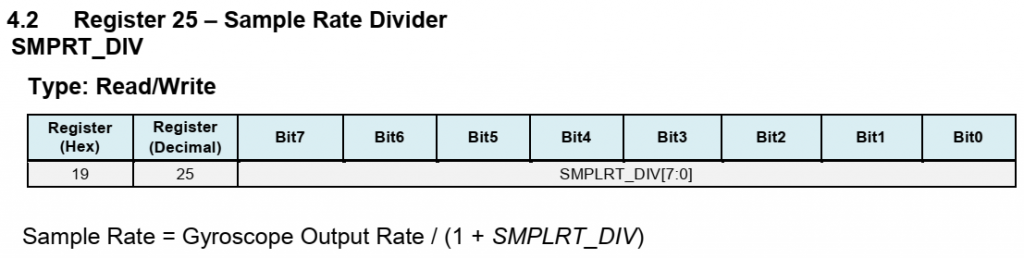 4.2 Register 25 – Sample Rate Divider
SMPRT_DIV
Type: Read/Write
Register (Hex) Register (Decimal) Bit7 Bit6 Bit5 Bit4 Bit3 Bit2 Bit1 Bit0
19 25 SMPLRT_DIV[7:0]
Sample Rate = Gyroscope Output Rate / (1 + SMPLRT_DIV)